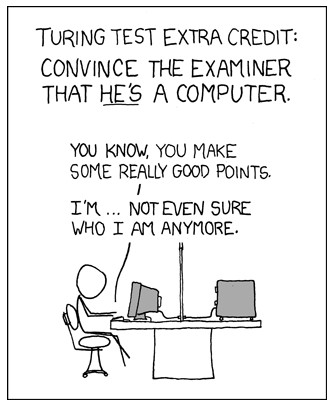 TURING TEST EXTRA CREDIT:
CONVINCE THE EXAMINER
THAT HE'S A COMPUTER.
YOU KNOW, YOU MAKE
SOME REALLY GOOD POINTS.
I'M ... NOT EVEN SURE
WHO I AM ANYMORE.